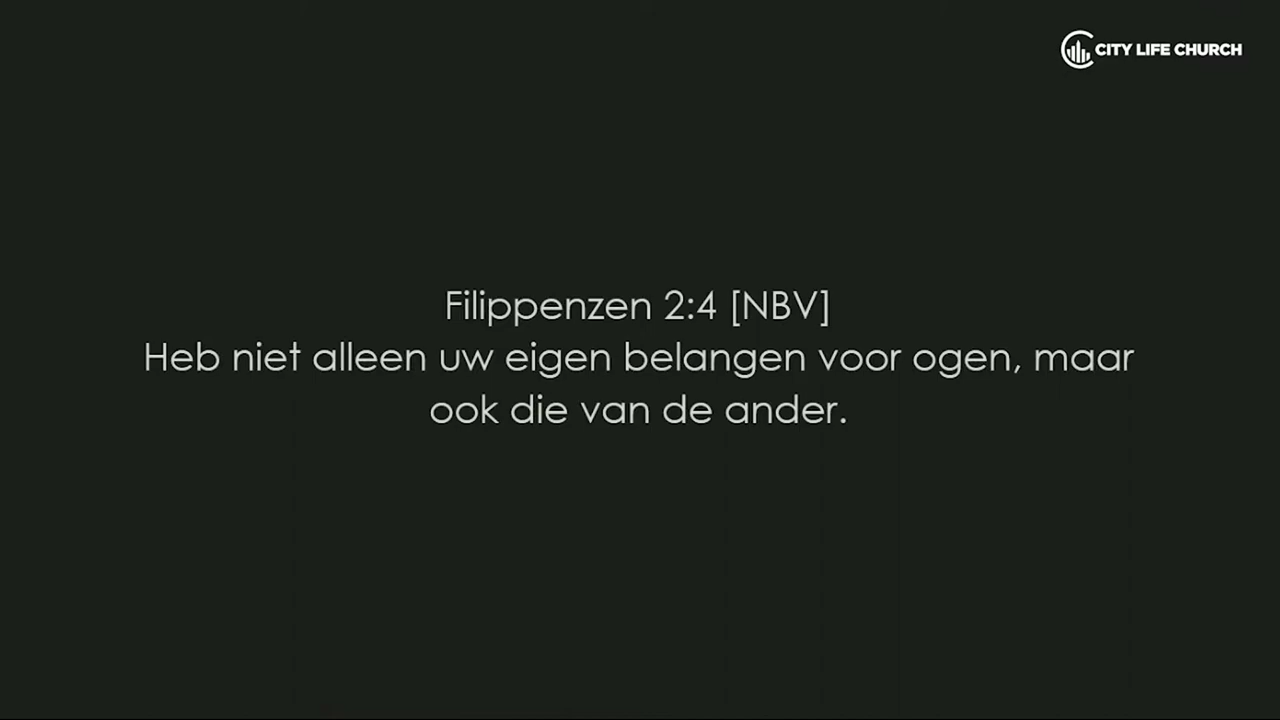 CITY LIFE CHURCH
Filippenzen 2:4 [NBV]
Heb niet alleen uw eigen belangen voor ogen, maar
ook die van de ander.